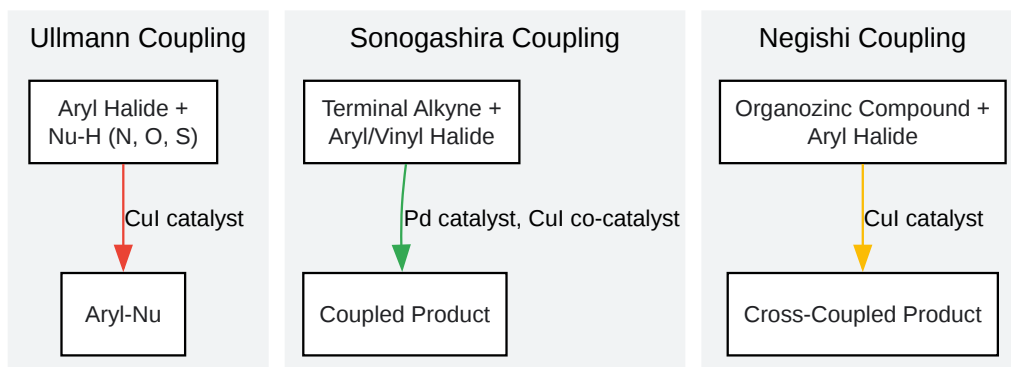 Ullmann Coupling
Aryl Halide +
Nu-H (N, O, S)
CuI catalyst
Aryl-Nu
Sonogashira Coupling
Terminal Alkyne +
Aryl/Vinyl Halide
Pd catalyst, CuI co-catalyst
Coupled Product
Negishi Coupling
Organozinc Compound +
Aryl Halide
CuI catalyst
Cross-Coupled Product